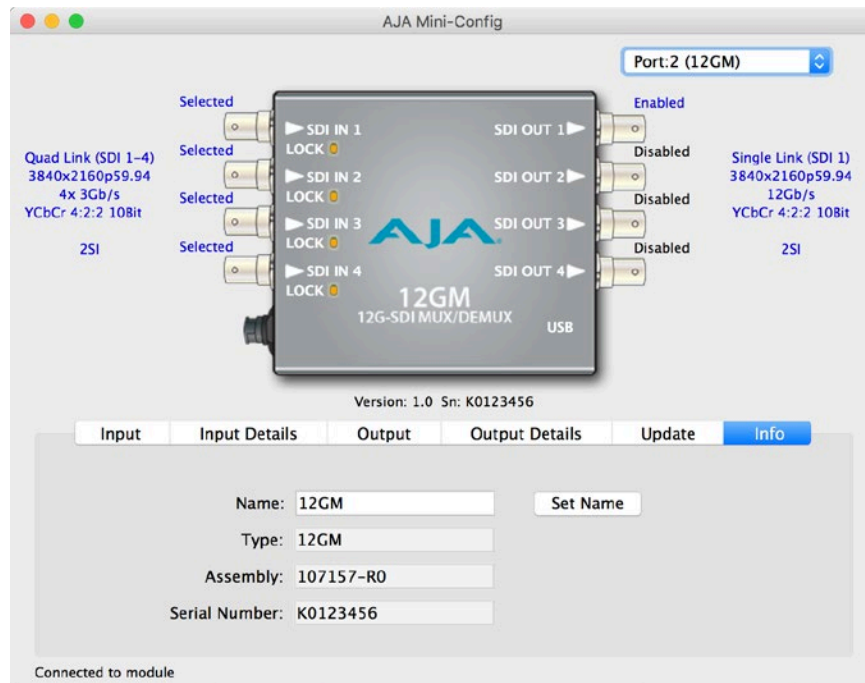 AJA Mini-Config
Port:2 (12GM)
Selected
Selected
Selected
Selected
Quad Link (SDI 1-4)
3840x2160p59.94
4x 3Gb/s
YCbCr 4:2:2 10Bit
2SI
SDI IN 1
LOCK
SDI IN 2
LOCK
SDI IN 3
LOCK
SDI IN 4
LOCK
SDI OUT 1
SDI OUT 2
SDI OUT 3
SDI OUT 4
AJA
12GM
12G-SDI MUX/DEMUX
USB
Enabled
Disabled
Disabled
Disabled
Single Link (SDI 1)
3840x2160p59.94
12Gb/s
YCbCr 4:2:2 10Bit
2SI
Version: 1.0 Sn: K0123456
Input
Input Details
Output
Output Details
Update
Info
Name: 12GM
Set Name
Type: 12GM
Assembly: 107157-R0
Serial Number: K0123456
Connected to module